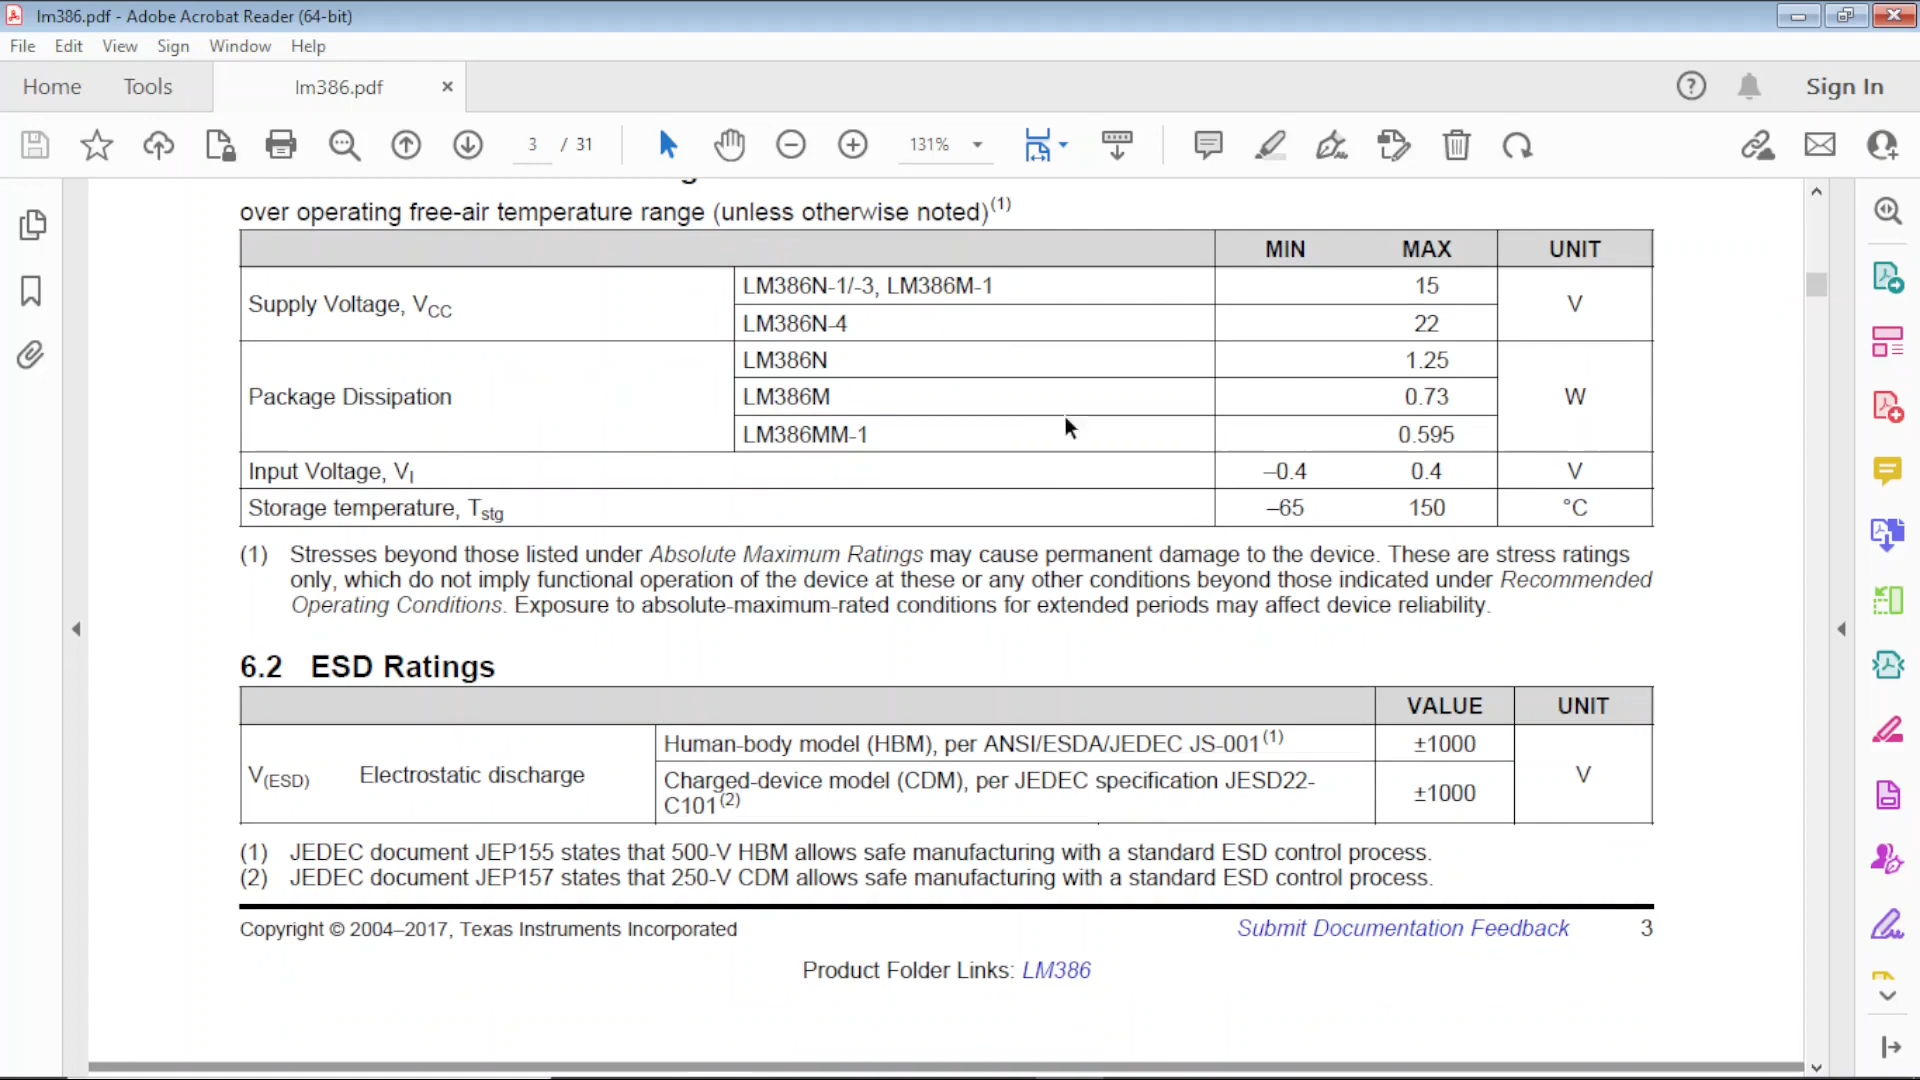 lm386.pdf - Adobe Acrobat Reader (64-bit)
File Edit View Sign Window Help
Home Tools lm386.pdf × Sign In
3 / 31 131%
over operating free-air temperature range (unless otherwise noted)(1)
MIN MAX UNIT
Supply Voltage, VCC LM386N-1/-3, LM386M-1 15 V
LM386N-4 22
Package Dissipation LM386N 1.25 W
LM386M 0.73
LM386MM-1 0.595
Input Voltage, VI –0.4 0.4 V
Storage temperature, Tstg –65 150 °C
(1) Stresses beyond those listed under Absolute Maximum Ratings may cause permanent damage to the device. These are stress ratings
only, which do not imply functional operation of the device at these or any other conditions beyond those indicated under Recommended
Operating Conditions. Exposure to absolute-maximum-rated conditions for extended periods may affect device reliability.
6.2 ESD Ratings
VALUE UNIT
V(ESD) Electrostatic discharge Human-body model (HBM), per ANSI/ESDA/JEDEC JS-001(1) ±1000 V
Charged-device model (CDM), per JEDEC specification JESD22-
C101(2) ±1000
(1) JEDEC document JEP155 states that 500-V HBM allows safe manufacturing with a standard ESD control process.
(2) JEDEC document JEP157 states that 250-V CDM allows safe manufacturing with a standard ESD control process.
Copyright © 2004–2017, Texas Instruments Incorporated Submit Documentation Feedback 3
Product Folder Links: LM386